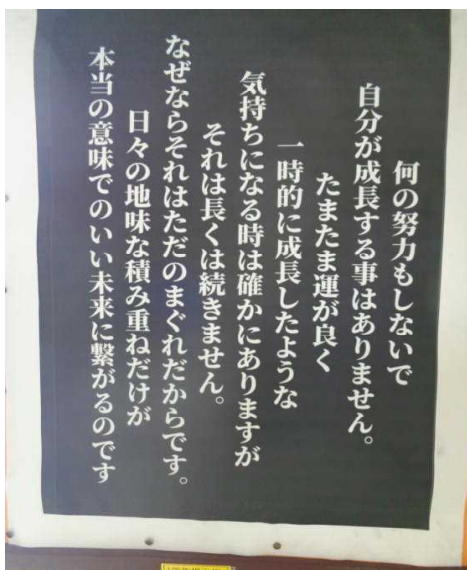 何の努力もしないで
自分が成長する事はありません。
たまたま運が良く
一時的に成長したような
気持ちになる時は確かにありますが
それは長くは続きません。
なぜならそれはただのまぐれだからです。
日々の地味な積み重ねだけが
本当の意味でのいい未来に繋がるのです